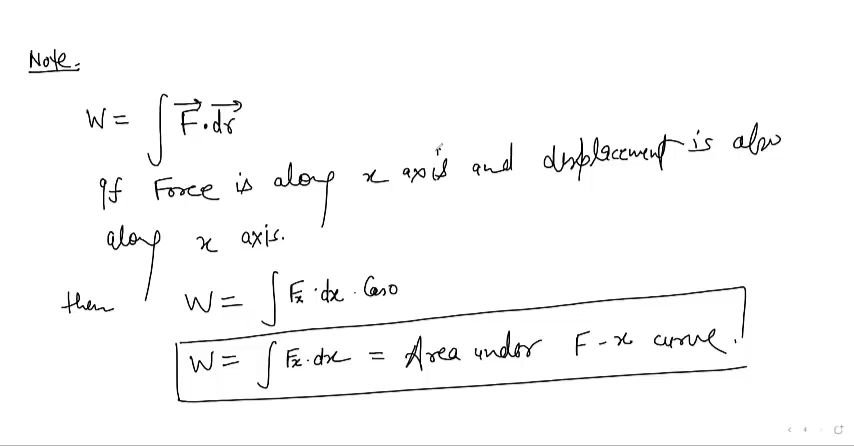 Note:
W = ∫ F⃗.dr⃗
If Force is along x axis and displacement is also
along x axis.
then W = ∫ Fx.dx.Cos0
W = ∫ Fx.dx = Area under F-x curve.